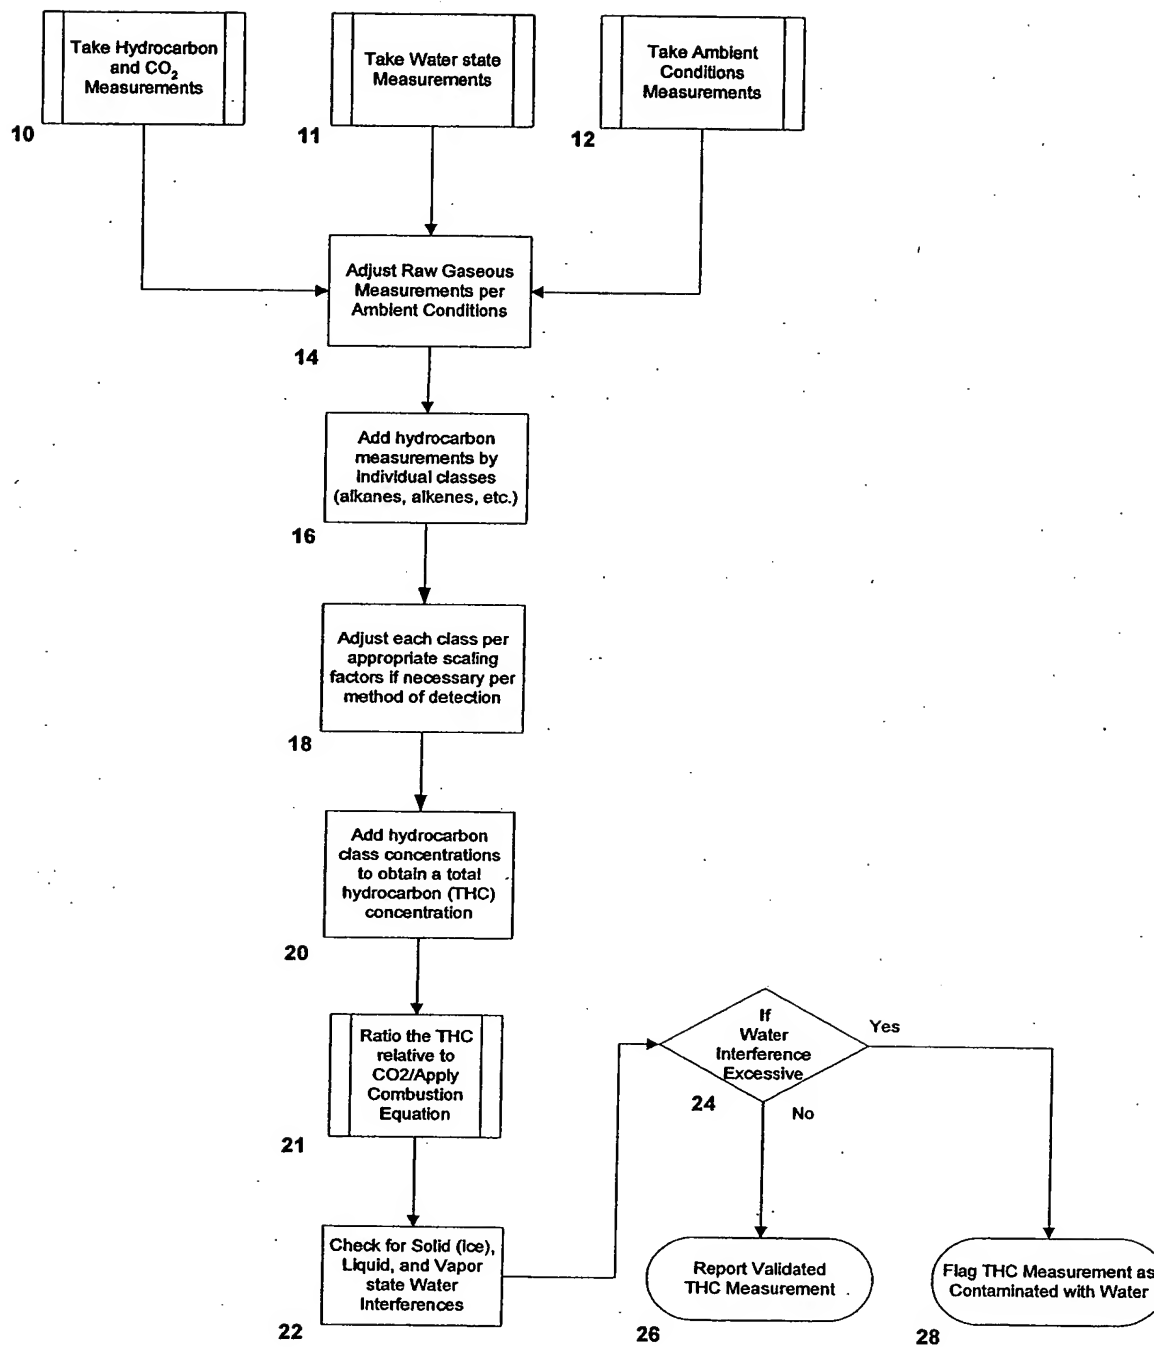 Take Hydrocarbon
and CO2
Measurements
10
Take Water state
Measurements
11
Take Ambient
Conditions
Measurements
12
Adjust Raw Gaseous
Measurements per
Ambient Conditions
14
Add hydrocarbon
measurements by
individual classes
(alkanes, alkenes, etc.)
16
Adjust each class per
appropriate scaling
factors if necessary per
method of detection
18
Add hydrocarbon
class concentrations
to obtain a total
hydrocarbon (THC)
concentration
20
Ratio the THC
relative to
CO2/Apply
Combustion
Equation
21
Check for Solid (ice),
Liquid, and Vapor
state Water
Interferences
22
If
Water
Interference
Excessive
24
Yes
No
Report Validated
THC Measurement
26
Flag THC Measurement as
Contaminated with Water
28